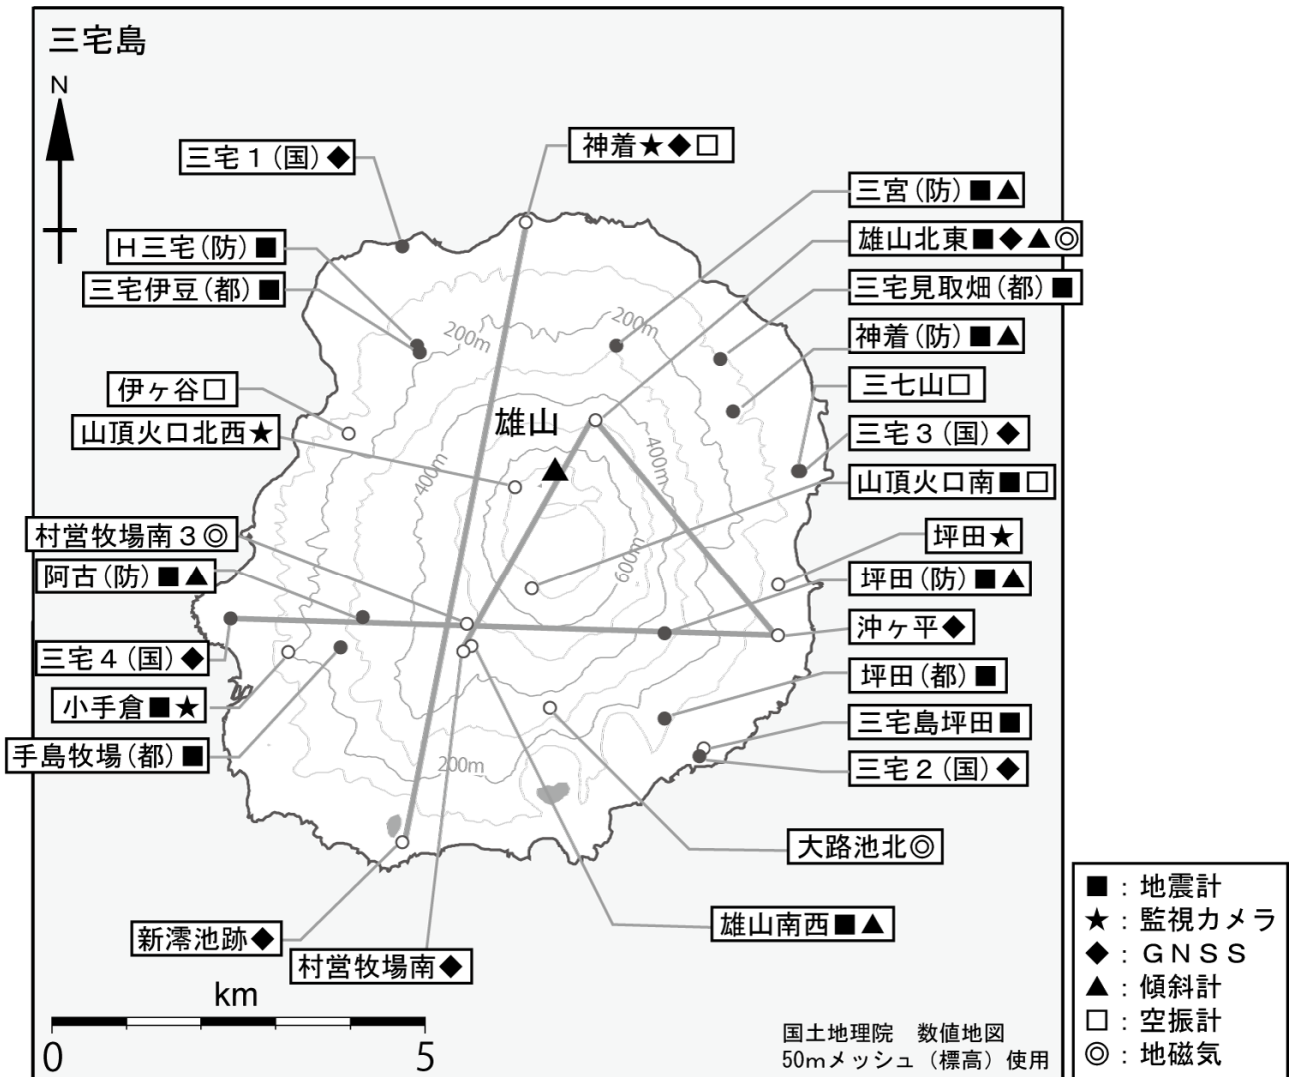 三宅島
N
神着★◆□
三宅1(国)◆
三宮(防)■▲
H三宅(防)■
雄山北東■◆▲◎
三宅伊豆(都)■
三宅見取畑(都)■
200m
200m
神着(防)■▲
伊ヶ谷□
三七山□
雄山
山頂火口北西★
三宅3(国)◆
400m
400m
山頂火口南■□
村営牧場南3◎
坪田★
600m
阿古(防)■▲
坪田(防)■▲
沖ヶ平◆
三宅4(国)◆
坪田(都)■
小手倉■★
三宅島坪田■
手島牧場(都)■
200m
三宅2(国)◆
大路池北◎
雄山南西■▲
新澪池跡◆
村営牧場南◆
km
0 5
国土地理院 数値地図
50mメッシュ(標高)使用
■:地震計
★:監視カメラ
◆:GNSS
▲:傾斜計
□:空振計
◎:地磁気